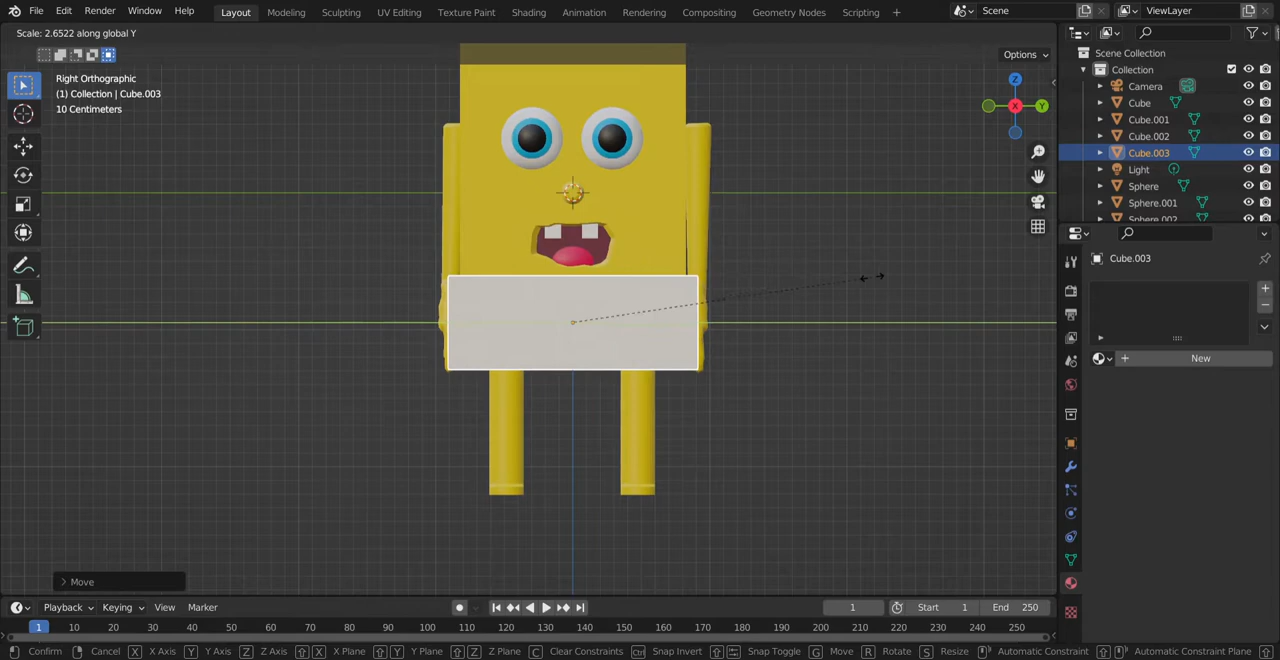 File Edit Render Window Help Layout Modeling Sculpting UV Editing Texture Paint Shading Animation Rendering Compositing Geometry Nodes Scripting + Scene ViewLayer
Scale: 2.6522 along global Y
Options
Right Orthographic
(1) Collection | Cube.003
10 Centimeters
Z
X
Y
Scene Collection
Collection
Camera
Cube
Cube.001
Cube.002
Cube.003
Light
Sphere
Sphere.001
Sphere.002
Cube.003
+ New
Move
Playback Keying View Marker 1 Start 1 End 250
1 10 20 30 40 50 60 70 80 90 100 110 120 130 140 150 160 170 180 190 200 210 220 230 240 250
Confirm Cancel X X Axis Y Y Axis Z Z Axis X X Plane Y Y Plane Z Z Plane C Clear Constraints Ctrl Snap Invert Snap Toggle G Move R Rotate S Resize Automatic Constraint Automatic Constraint Plane